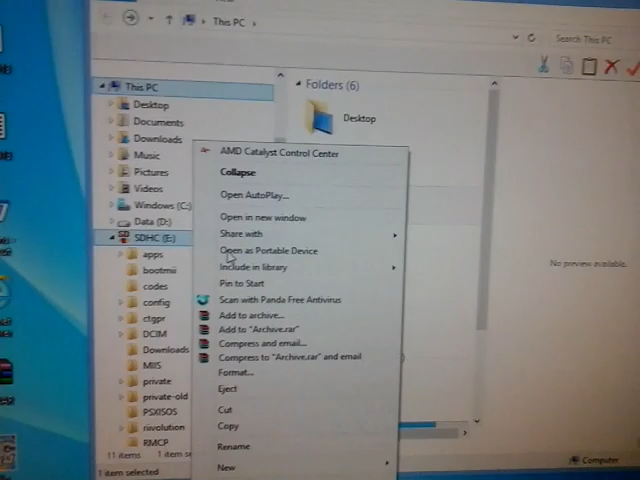 This PC
Search This PC
This PC
Desktop
Documents
Downloads
Music
Pictures
Videos
Windows (C:)
Data (D:)
SDHC (E:)
apps
bootmii
codes
config
ctgpr
DCIM
Downloads
MIIS
private
private-old
PSXISOS
riivolution
RMCP
11 items
1 item selected
Folders (6)
Desktop
AMD Catalyst Control Center
Collapse
Open AutoPlay...
Open in new window
Share with
Open as Portable Device
Include in library
Pin to Start
Scan with Panda Free Antivirus
Add to archive...
Add to "Archive.rar"
Compress and email...
Compress to "Archive.rar" and email
Format...
Eject
Cut
Copy
Rename
New
No preview available.
Computer